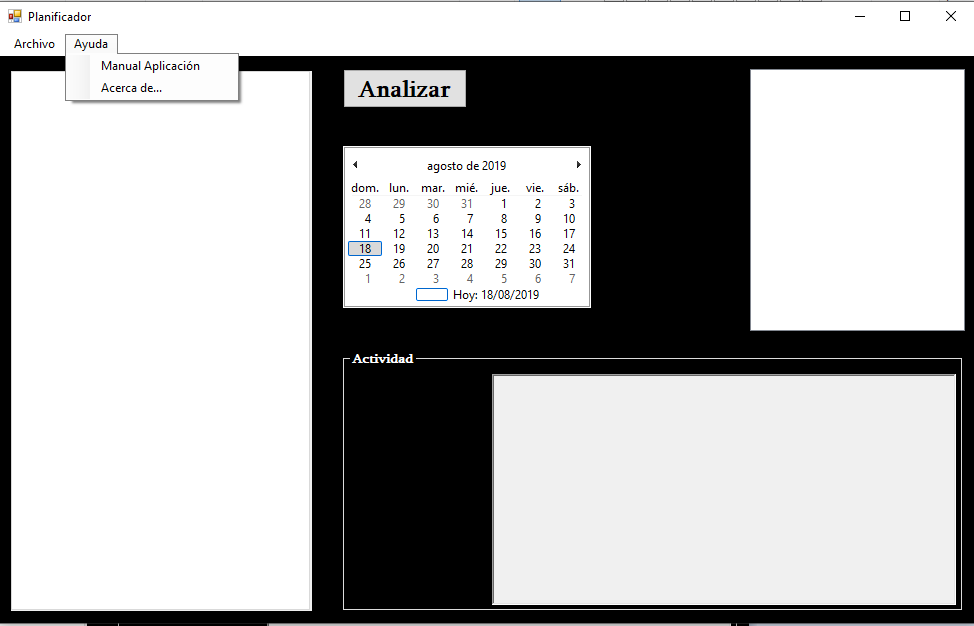 Planificador
Archivo Ayuda
Manual Aplicación
Acerca de...
Analizar
agosto de 2019
dom. lun. mar. mié. jue. vie. sáb.
28 29 30 31 1 2 3
4 5 6 7 8 9 10
11 12 13 14 15 16 17
18 19 20 21 22 23 24
25 26 27 28 29 30 31
1 2 3 4 5 6 7
Hoy: 18/08/2019
Actividad